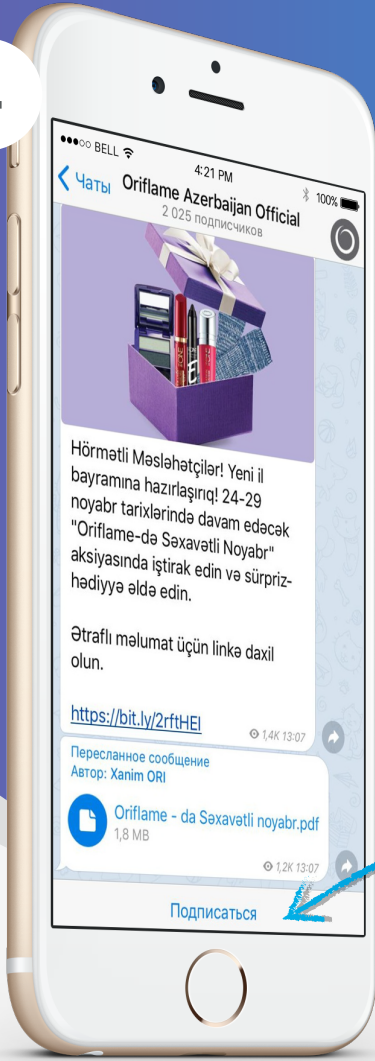 BELL
4:21 PM
100%
Чаты
Oriflame Azerbaijan Official
2 025 подписчиков
Hörmətli Məsləhətçilər! Yeni il
bayramına hazırlaşırıq! 24-29
noyabr tarixlərində davam edəcək
"Oriflame-də Səxavətli Noyabr"
aksiyasında iştirak edin və sürpriz-
hədiyyə əldə edin.
Ətraflı məlumat üçün linkə daxil
olun.
https://bit.ly/2rftHEl
1,4K 13:07
Пересланное сообщение
Автор: Xanim ORI
Oriflame - da Səxavətli noyabr.pdf
1,8 MB
1,2K 13:07
Подписаться